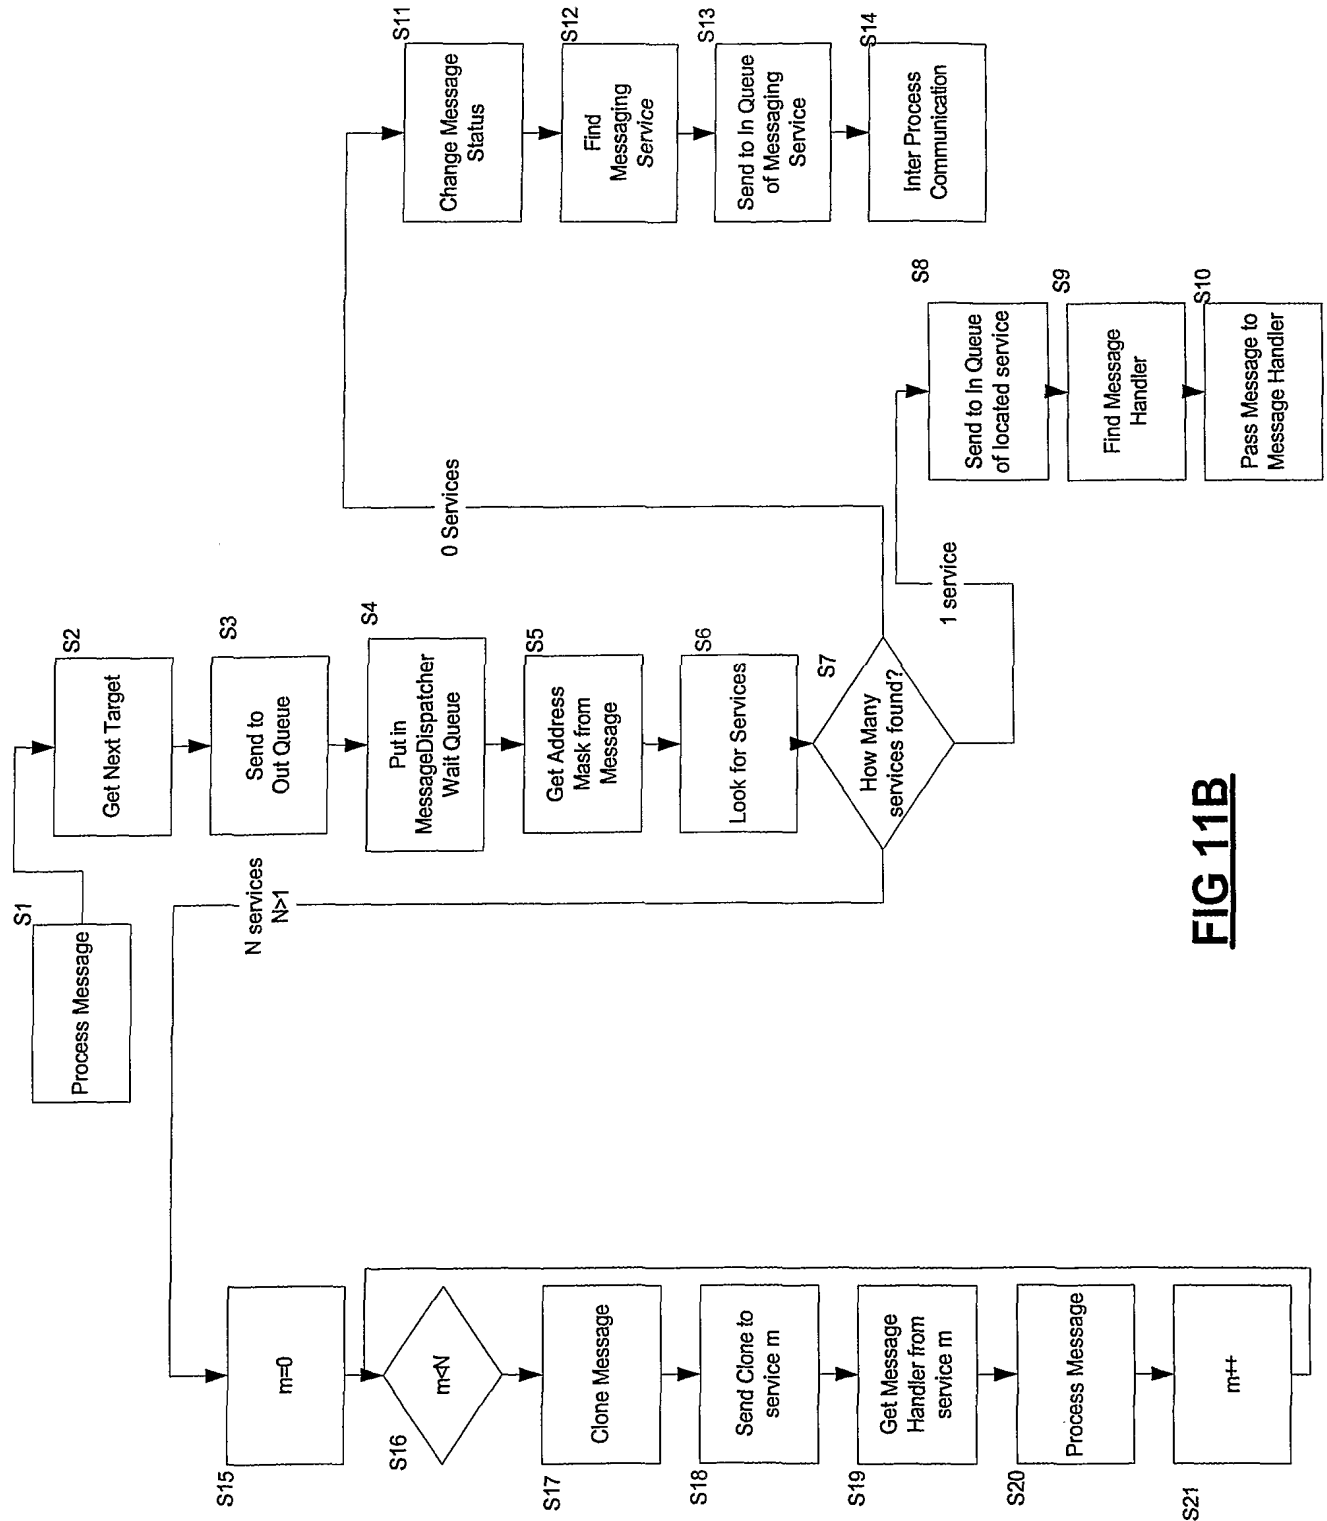 S1
Process Message
S2
Get Next Target
S3
Send to
Out Queue
S4
Put in
MessageDispatcher
Wait Queue
S5
Get Address
Mask from
Message
S6
Look for Services
S7
How Many
services found?
0 Services
1 service
N services
N>1
S8
Send to In Queue
of located service
S9
Find Message
Handler
S10
Pass Message to
Message Handler
S11
Change Message
Status
S12
Find
Messaging
Service
S13
Send to In Queue
of Messaging
Service
S14
Inter Process
Communication
S15
m=0
S16
m<N
S17
Clone Message
S18
Send Clone to
service m
S19
Get Message
Handler from
service m
S20
Process Message
S21
m++
FIG 11B